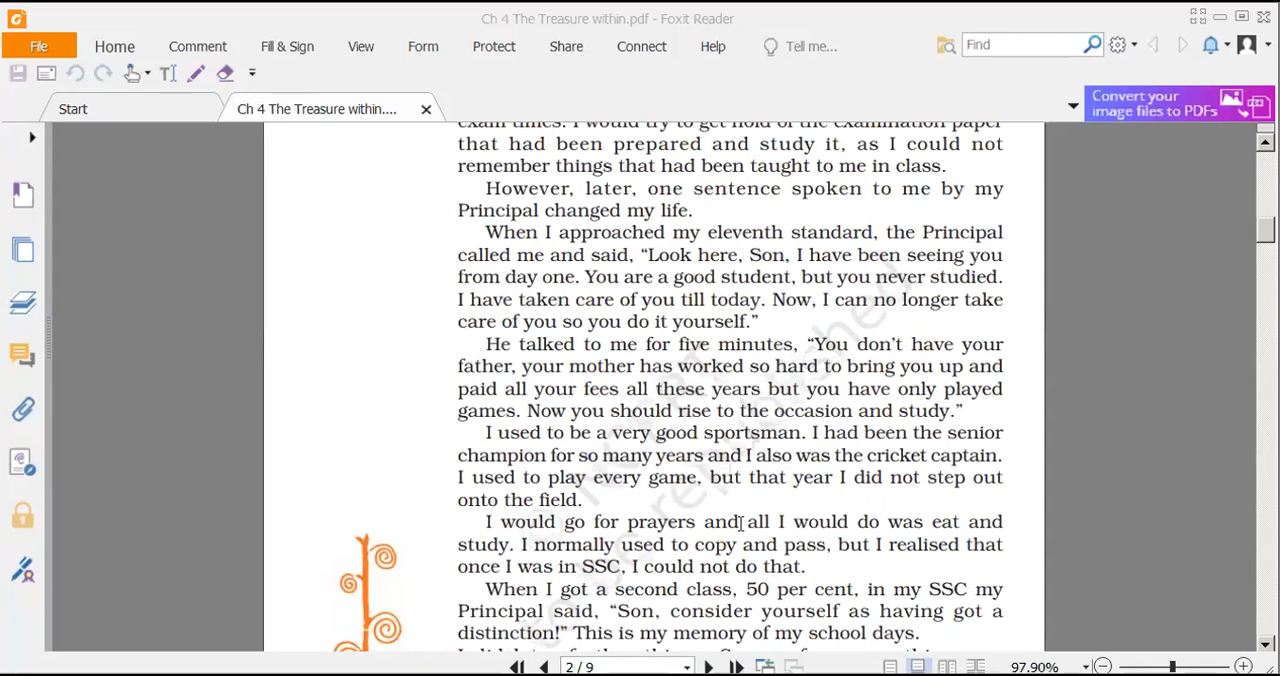 Ch 4 The Treasure within.pdf - Foxit Reader
File Home Comment Fill & Sign View Form Protect Share Connect Help Tell me... Find
Start Ch 4 The Treasure within....
Convert your
image files to PDFs
that had been prepared and study it, as I could not
remember things that had been taught to me in class.
However, later, one sentence spoken to me by my
Principal changed my life.
When I approached my eleventh standard, the Principal
called me and said, “Look here, Son, I have been seeing you
from day one. You are a good student, but you never studied.
I have taken care of you till today. Now, I can no longer take
care of you so you do it yourself.”
He talked to me for five minutes, “You don’t have your
father, your mother has worked so hard to bring you up and
paid all your fees all these years but you have only played
games. Now you should rise to the occasion and study.”
I used to be a very good sportsman. I had been the senior
champion for so many years and I also was the cricket captain.
I used to play every game, but that year I did not step out
onto the field.
I would go for prayers and all I would do was eat and
study. I normally used to copy and pass, but I realised that
once I was in SSC, I could not do that.
When I got a second class, 50 per cent, in my SSC my
Principal said, “Son, consider yourself as having got a
distinction!” This is my memory of my school days.
2 / 9 97.90%